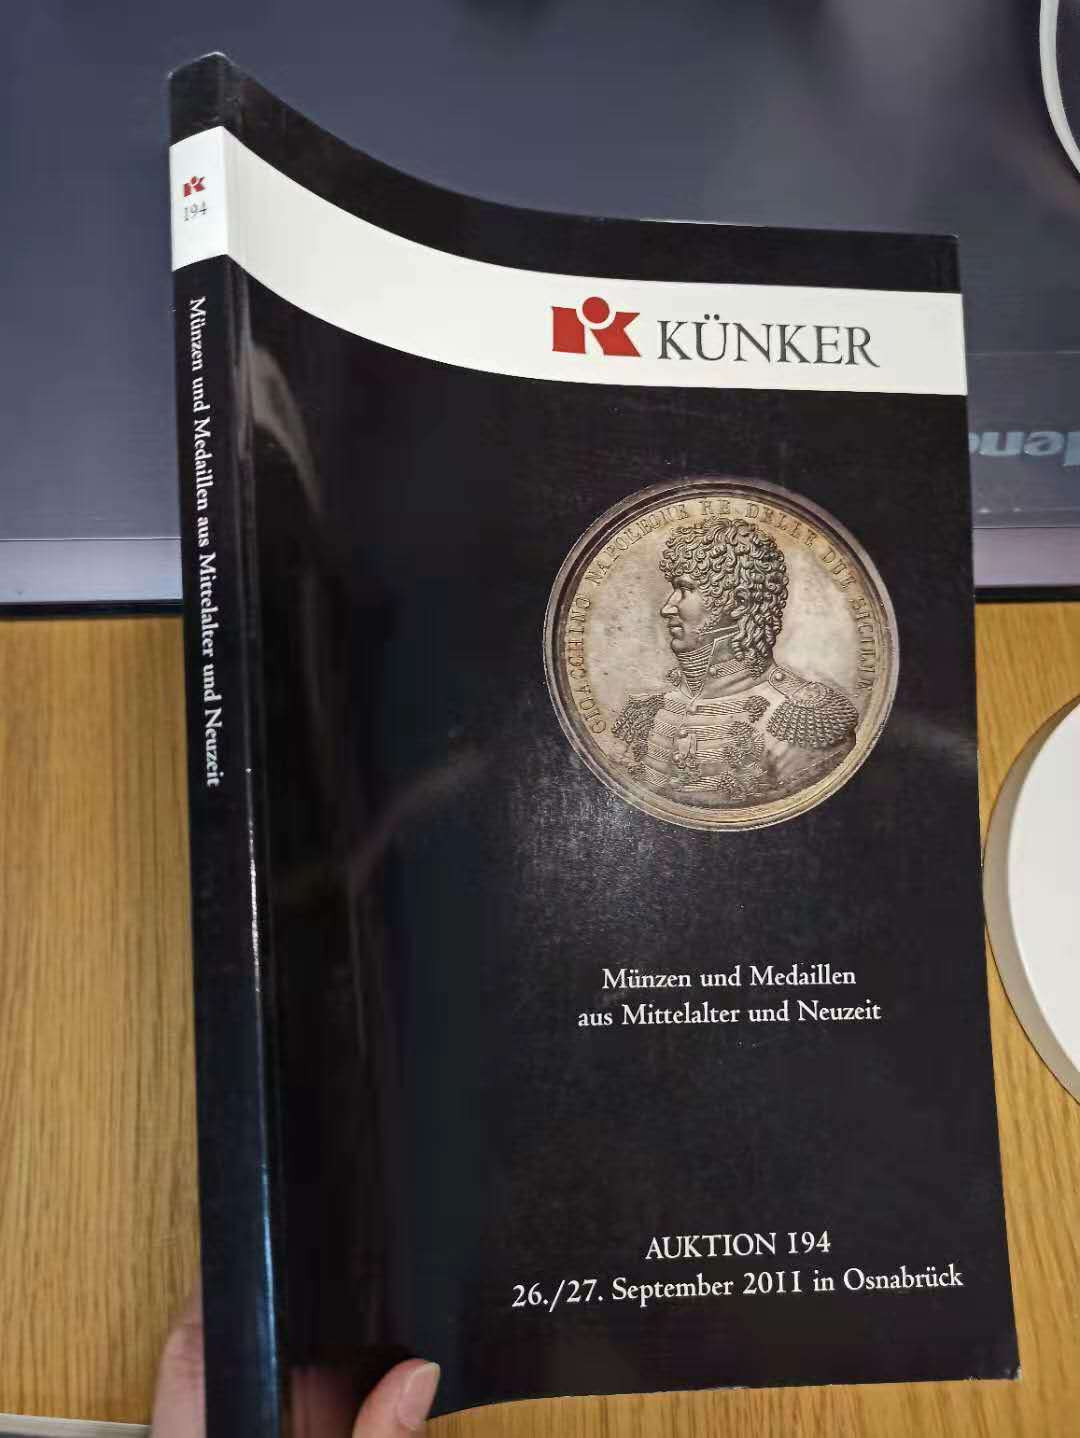 194
Münzen und Medaillen aus Mittelalter und Neuzeit
KÜNKER
GIOACCHINO NAPOLEONE RE DELLE DUE SICILIE
Münzen und Medaillen
aus Mittelalter und Neuzeit
AUKTION 194
26./27. September 2011 in Osnabrück